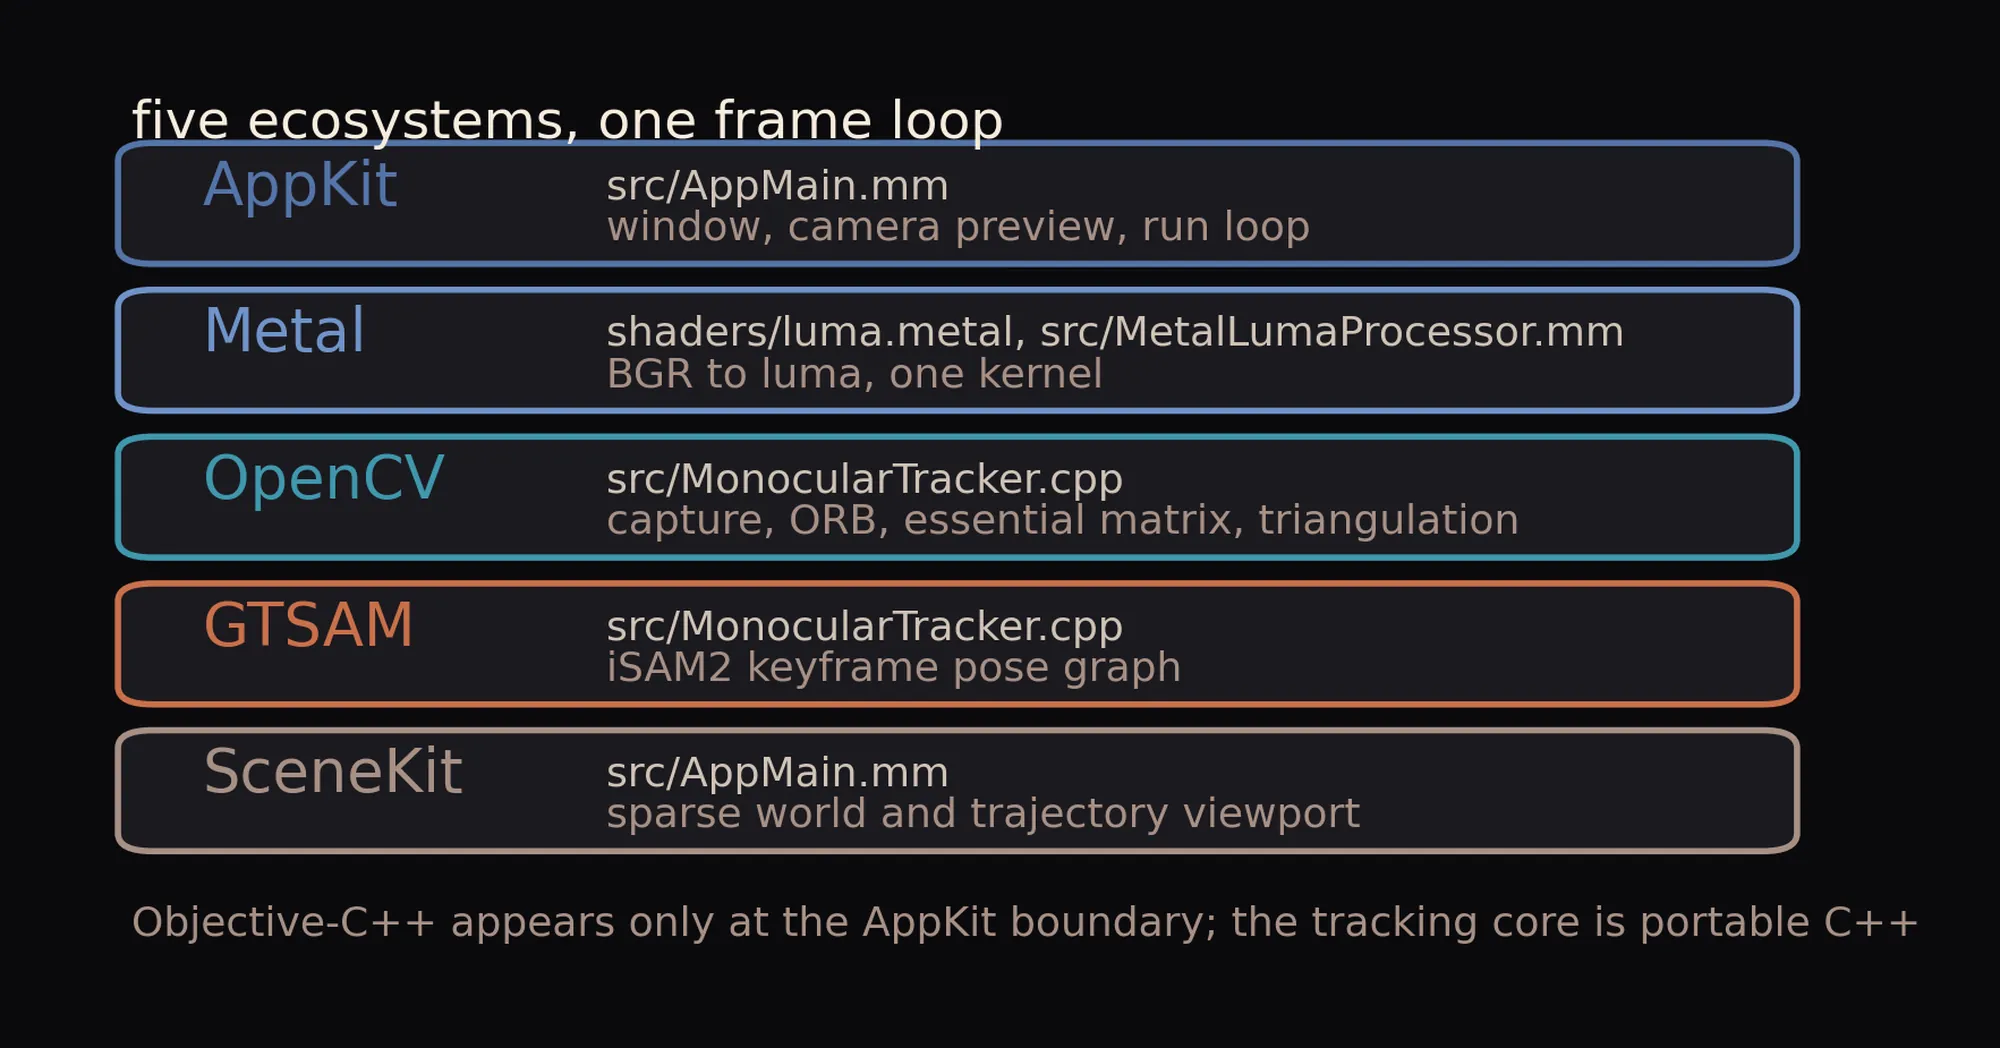 five ecosystems, one frame loop
AppKit
src/AppMain.mm
window, camera preview, run loop
Metal
shaders/luma.metal, src/MetalLumaProcessor.mm
BGR to luma, one kernel
OpenCV
src/MonocularTracker.cpp
capture, ORB, essential matrix, triangulation
GTSAM
src/MonocularTracker.cpp
iSAM2 keyframe pose graph
SceneKit
src/AppMain.mm
sparse world and trajectory viewport
Objective-C++ appears only at the AppKit boundary; the tracking core is portable C++